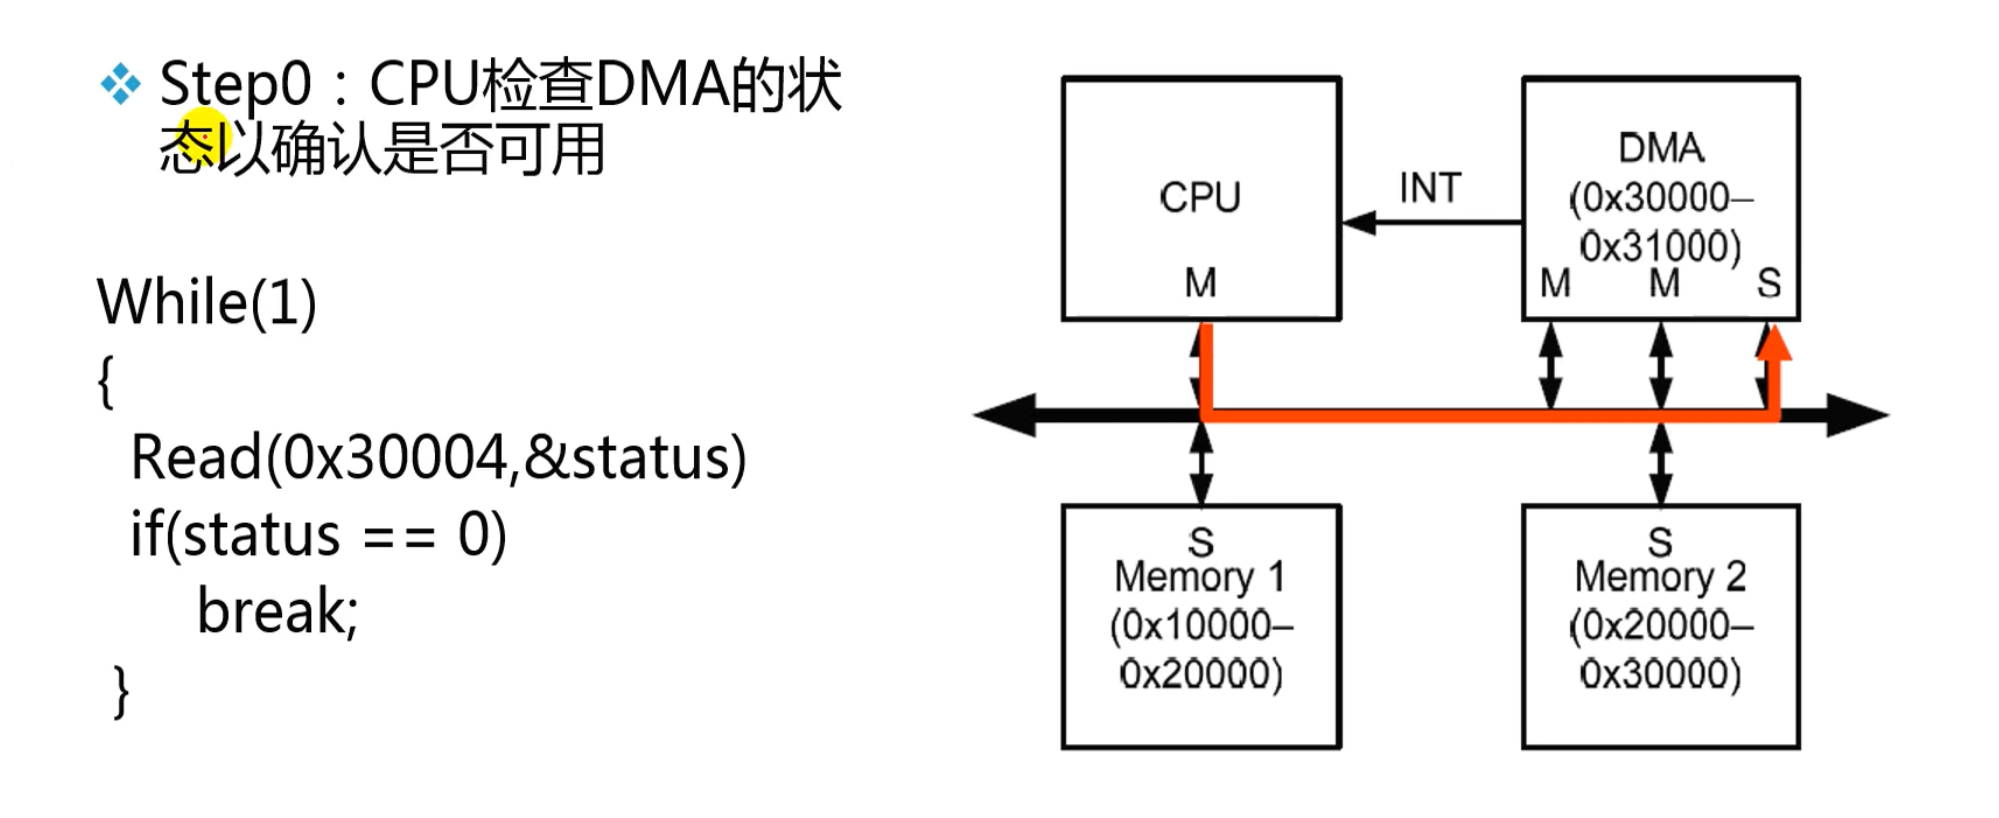 Step0：CPU检查DMA的状
态以确认是否可用
While(1)
{
Read(0x30004,&status)
if(status == 0)
break;
}
CPU
M
INT
DMA
(0x30000–
0x31000)
M M S
S
Memory 1
(0x10000–
0x20000)
S
Memory 2
(0x20000–
0x30000)